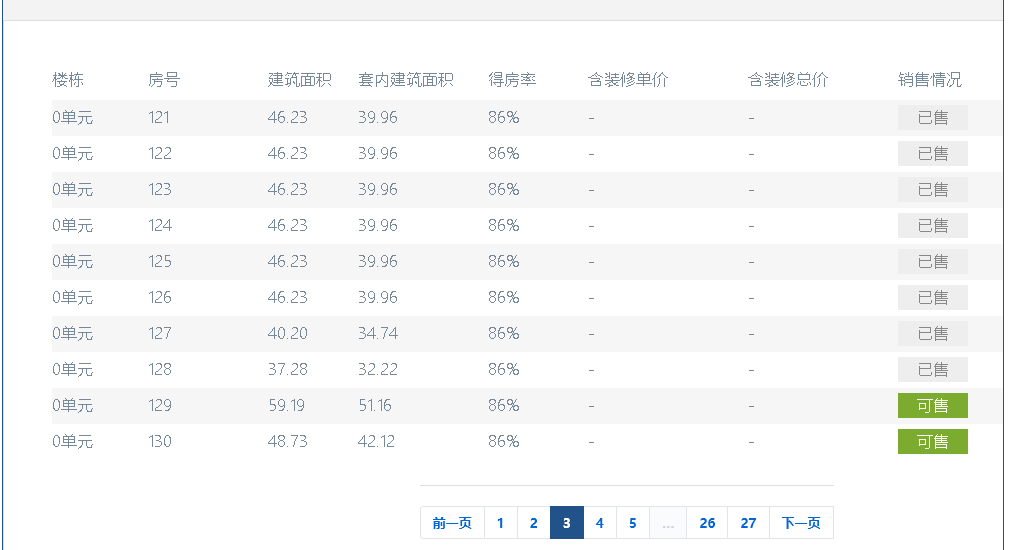 楼栋 房号 建筑面积 套内建筑面积 得房率 含装修单价 含装修总价 销售情况
0单元 121 46.23 39.96 86% - - 已售
0单元 122 46.23 39.96 86% - - 已售
0单元 123 46.23 39.96 86% - - 已售
0单元 124 46.23 39.96 86% - - 已售
0单元 125 46.23 39.96 86% - - 已售
0单元 126 46.23 39.96 86% - - 已售
0单元 127 40.20 34.74 86% - - 已售
0单元 128 37.28 32.22 86% - - 已售
0单元 129 59.19 51.16 86% - - 可售
0单元 130 48.73 42.12 86% - - 可售
前一页 1 2 3 4 5 ... 26 27 下一页